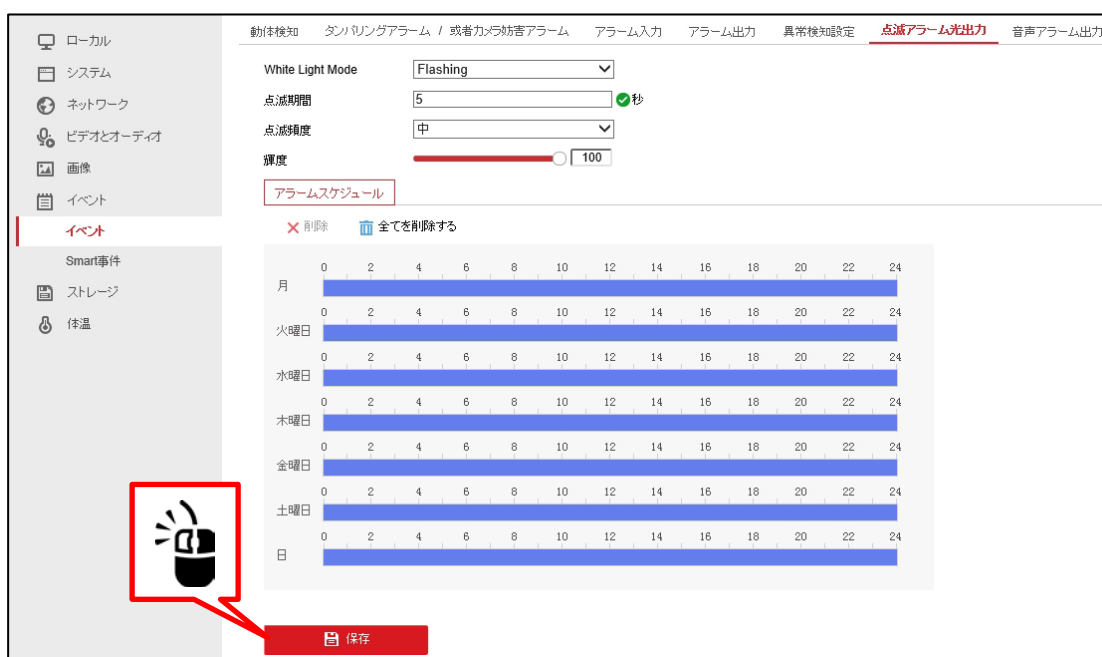 ローカル
システム
ネットワーク
ビデオとオーディオ
画像
イベント
イベント
Smart事件
ストレージ
体温
動体検知 タンパリングアラーム / 或者カメラ妨害アラーム アラーム入力 アラーム出力 異常検知設定 点滅アラーム光出力 音声アラーム出力
White Light Mode Flashing
点滅期間 5 秒
点滅頻度 中
輝度 100
アラームスケジュール
削除 全てを削除する
0 2 4 6 8 10 12 14 16 18 20 22 24
月
0 2 4 6 8 10 12 14 16 18 20 22 24
火曜日
0 2 4 6 8 10 12 14 16 18 20 22 24
水曜日
0 2 4 6 8 10 12 14 16 18 20 22 24
木曜日
0 2 4 6 8 10 12 14 16 18 20 22 24
金曜日
0 2 4 6 8 10 12 14 16 18 20 22 24
土曜日
0 2 4 6 8 10 12 14 16 18 20 22 24
日
保存